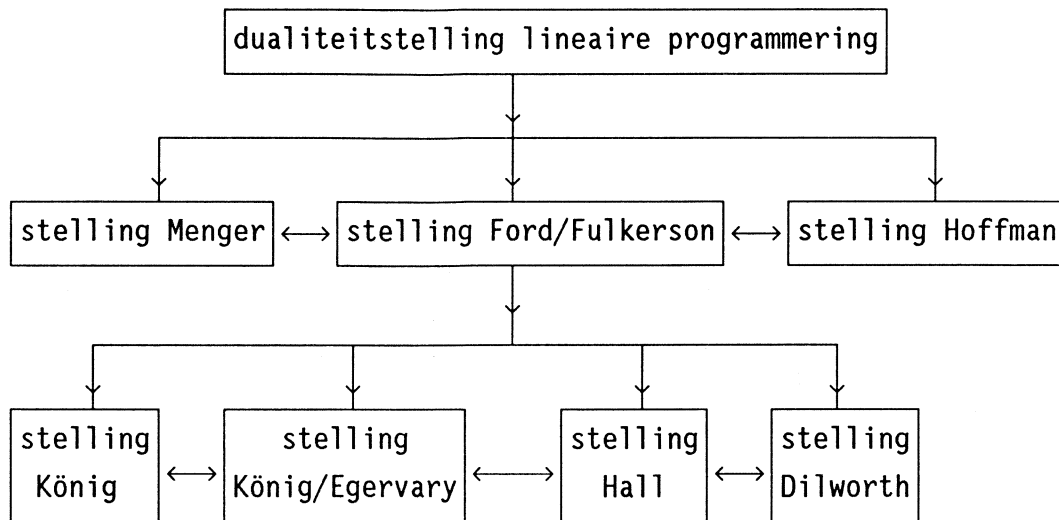 dualiteitstelling lineaire programmering
stelling Menger
stelling Ford/Fulkerson
stelling Hoffman
stelling
König
stelling
König/Egervary
stelling
Hall
stelling
Dilworth